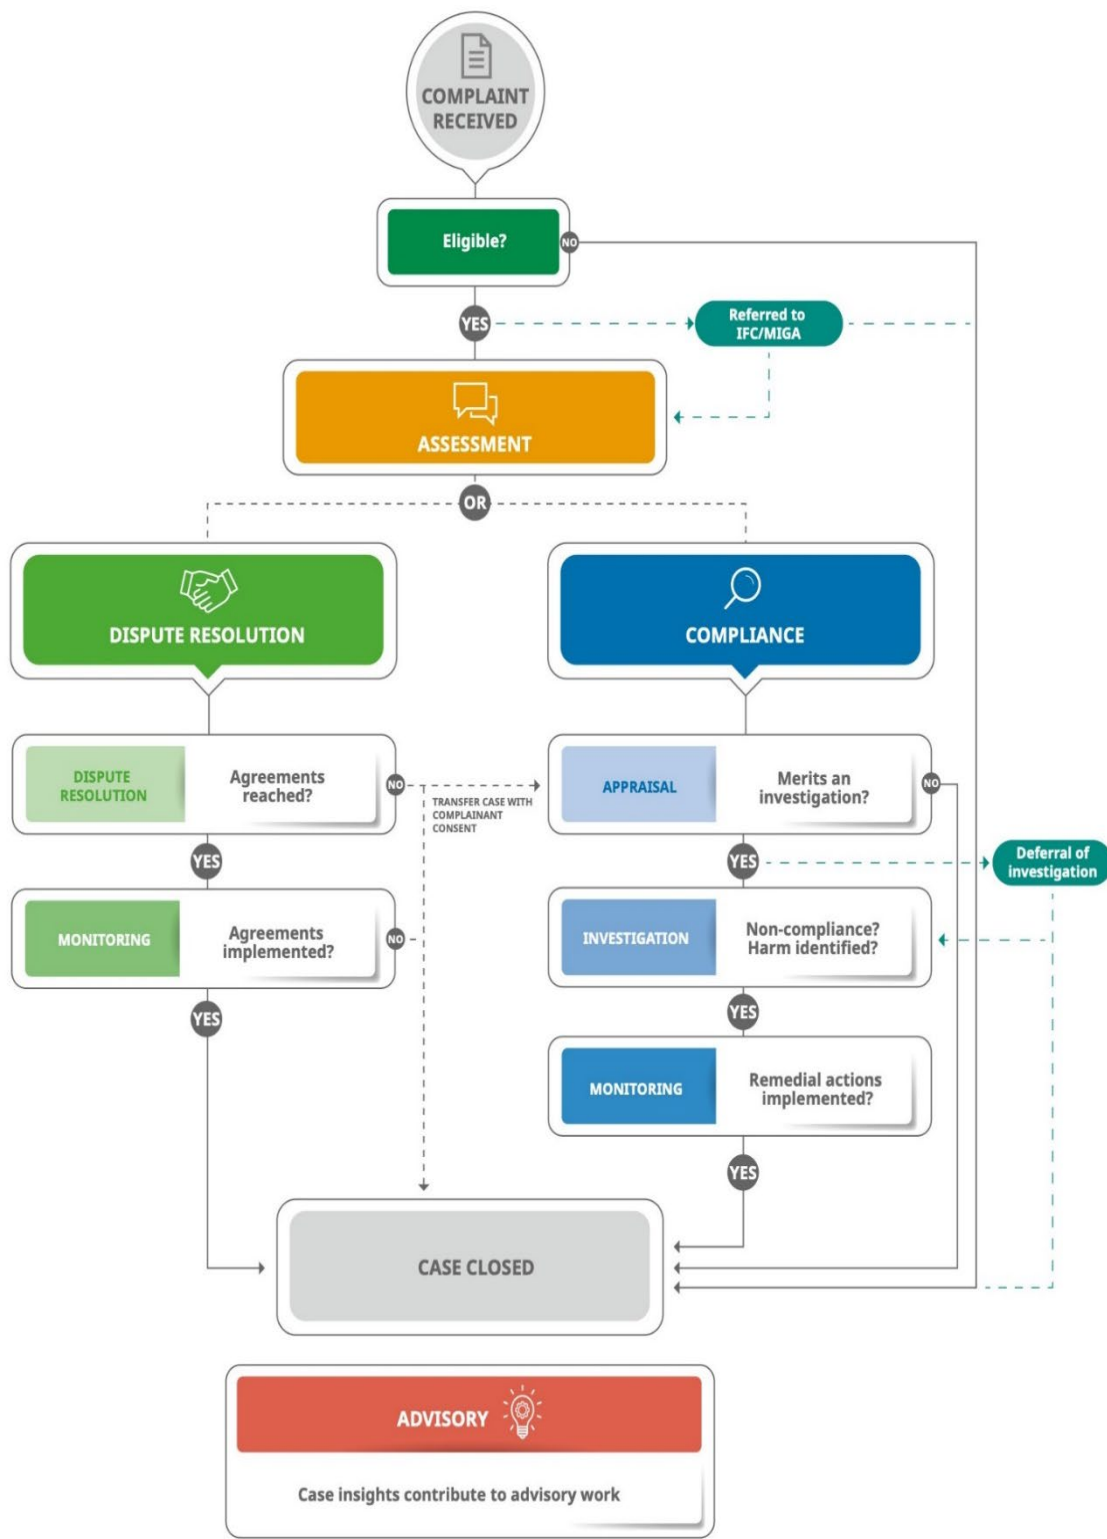 COMPLAINT
RECEIVED
Eligible?
NO
YES
Referred to
IFC/MIGA
ASSESSMENT
OR
DISPUTE RESOLUTION
COMPLIANCE
DISPUTE
RESOLUTION
Agreements
reached?
NO
TRANSFER CASE WITH
COMPLAINANT
CONSENT
APPRAISAL
Merits an
investigation?
NO
YES
YES
Deferral of
investigation
MONITORING
Agreements
implemented?
NO
INVESTIGATION
Non-compliance?
Harm identified?
YES
YES
MONITORING
Remedial actions
implemented?
YES
CASE CLOSED
ADVISORY
Case insights contribute to advisory work